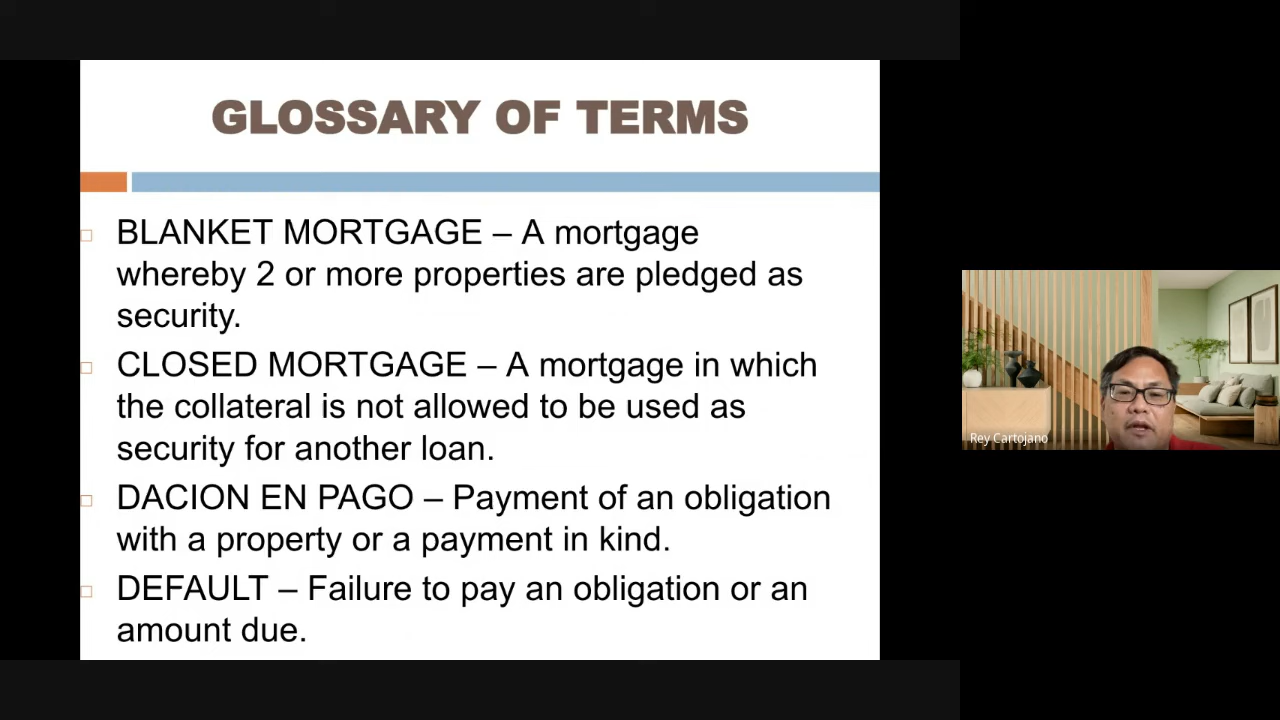 GLOSSARY OF TERMS
BLANKET MORTGAGE – A mortgage
whereby 2 or more properties are pledged as
security.
CLOSED MORTGAGE – A mortgage in which
the collateral is not allowed to be used as
security for another loan.
DACION EN PAGO – Payment of an obligation
with a property or a payment in kind.
DEFAULT – Failure to pay an obligation or an
amount due.
Rey Cartojano